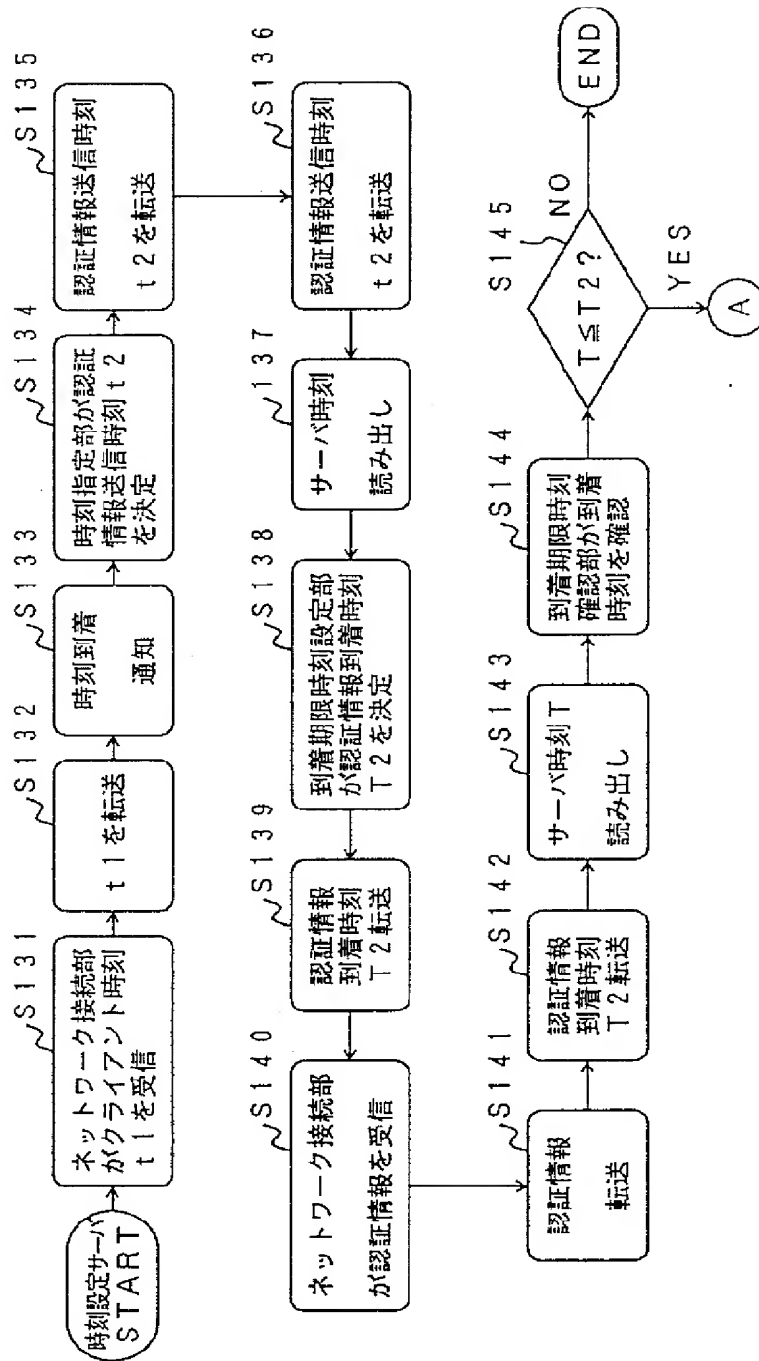 時刻設定サーバ
START
S131
ネットワーク接続部
がクライアント時刻
t1を受信
S132
t1を転送
S133
時刻到着
通知
S134
時刻指定部が認証
情報送信時刻t2
を決定
S135
認証情報送信時刻
t2を転送
S136
認証情報送信時刻
t2を転送
137
サーバ時刻
読み出し
S138
到着期限時刻設定部
が認証情報到着時刻
T2を決定
S139
認証情報
到着時刻
T2転送
S140
ネットワーク接続部
が認証情報を受信
S141
認証情報
転送
S142
認証情報
到着時刻
T2転送
S143
サーバ時刻T
読み出し
S144
到着期限時刻
確認部が到着
時刻を確認
S145
T≦T2?
NO
END
YES
A